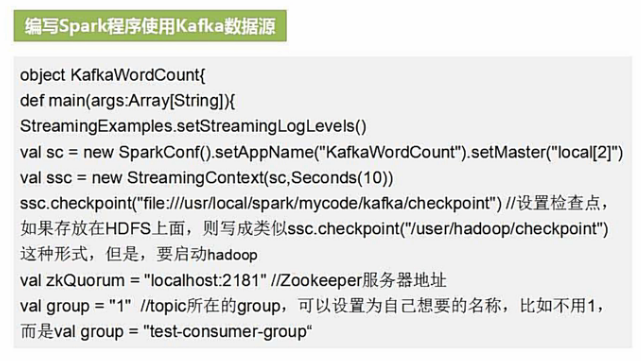 编写Spark程序使用Kafka数据源
object KafkaWordCount{
def main(args:Array[String]){
StreamingExamples.setStreamingLogLevels()
val sc = new SparkConf().setAppName("KafkaWordCount").setMaster("local[2]")
val ssc = new StreamingContext(sc,Seconds(10))
ssc.checkpoint("file:///usr/local/spark/mycode/kafka/checkpoint") //设置检查点，
如果存放在HDFS上面，则写成类似ssc.checkpoint("/user/hadoop/checkpoint")
这种形式，但是，要启动hadoop
val zkQuorum = "localhost:2181" //Zookeeper服务器地址
val group = "1"  //topic所在的group，可以设置为自己想要的名称，比如不用1，
而是val group = "test-consumer-group“